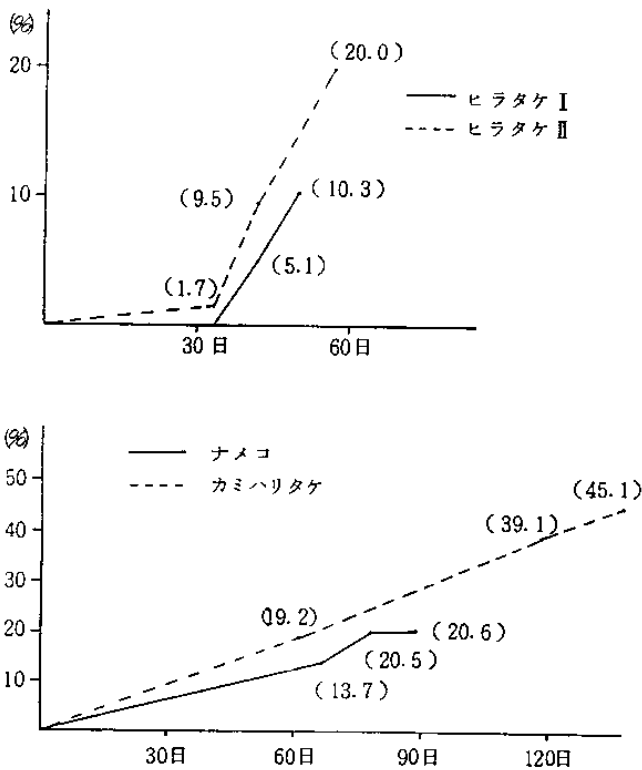 (%)
(20.0)
20
ヒラタケ Ⅰ
ヒラタケ Ⅱ
(9.5)
(10.3)
10
(5.1)
(1.7)
30日
60日
(%)
ナメコ
50
カミハリタケ
(45.1)
40
(39.1)
30
(19.2)
20
(20.6)
(20.5)
10
(13.7)
30日
60日
90日
120日